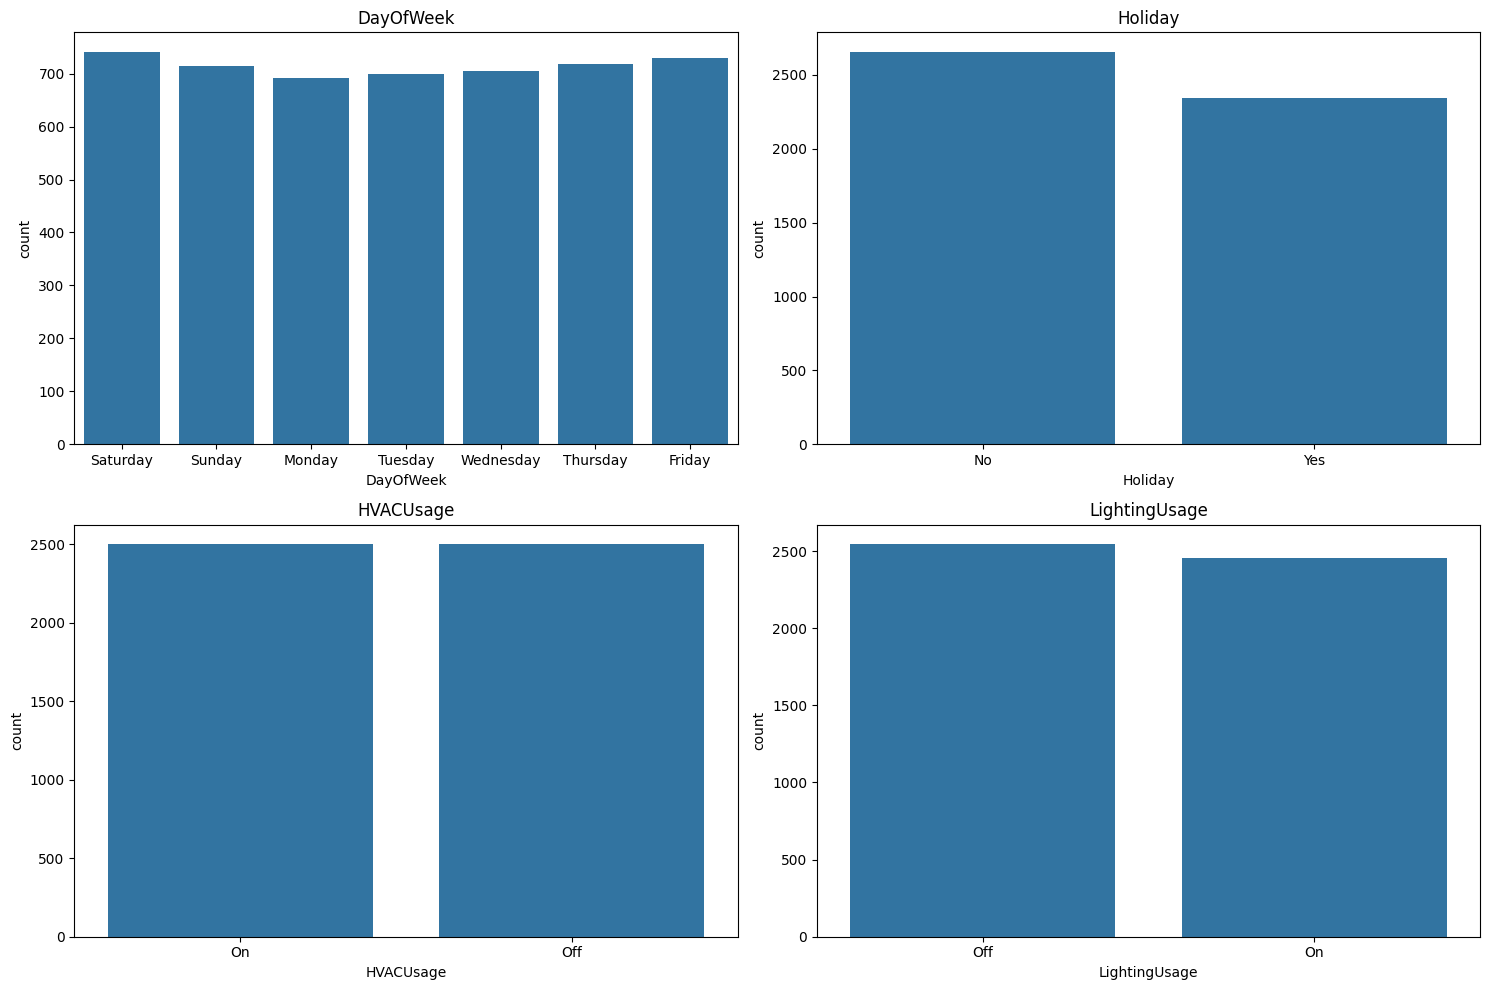 DayOfWeek
700
600
500
400
300
200
100
0
count
Saturday Sunday Monday Tuesday Wednesday Thursday Friday
DayOfWeek
Holiday
2500
2000
1500
1000
500
0
count
No Yes
Holiday
HVACUsage
2500
2000
1500
1000
500
0
count
On Off
HVACUsage
LightingUsage
2500
2000
1500
1000
500
0
count
Off On
LightingUsage